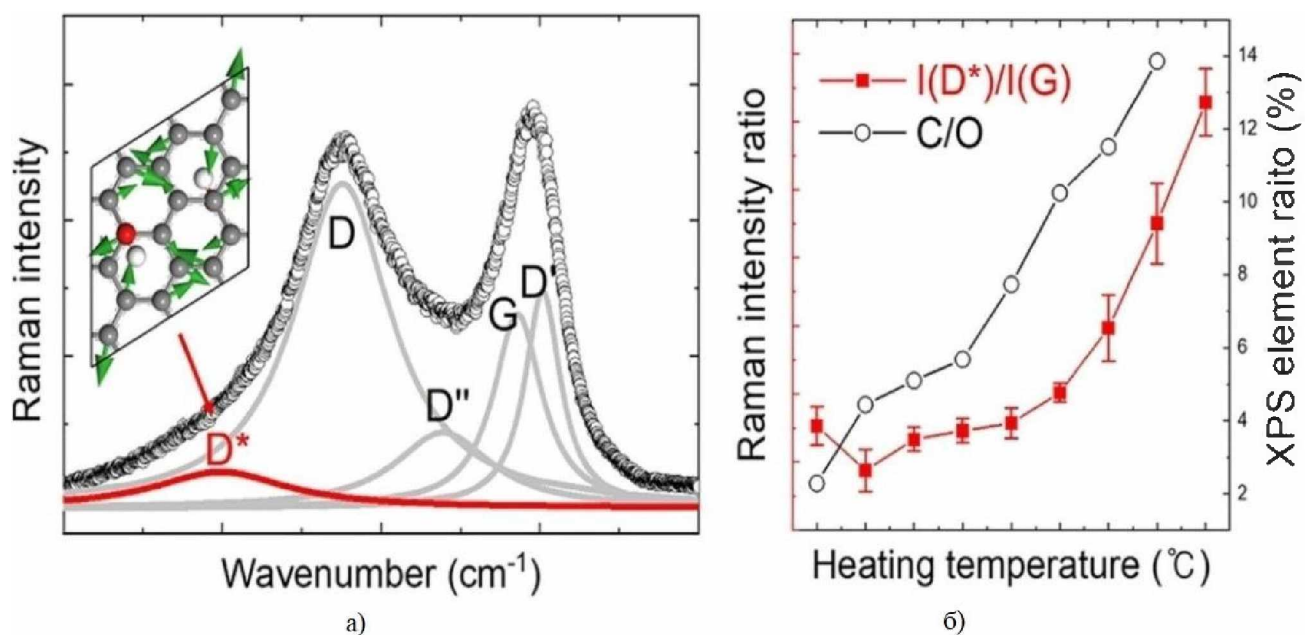 Raman intensity
D
G
D'
D"
D*
Wavenumber (cm⁻¹)
а)
Raman intensity ratio
I(D*)/I(G)
C/O
14
12
10
8
6
4
2
XPS element raito (%)
Heating temperature (℃)
б)